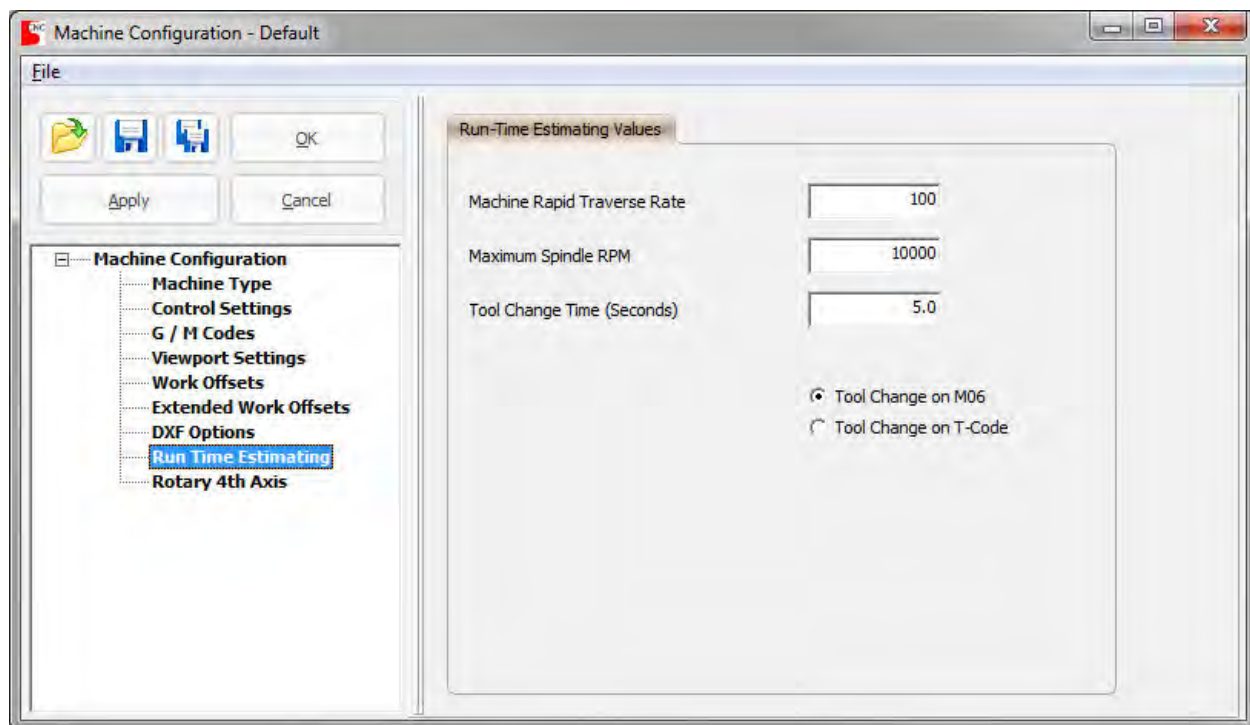 CNC
Machine Configuration - Default
File
OK
Apply
Cancel
Machine Configuration
Machine Type
Control Settings
G / M Codes
Viewport Settings
Work Offsets
Extended Work Offsets
DXF Options
Run Time Estimating
Rotary 4th Axis
Run-Time Estimating Values
Machine Rapid Traverse Rate 100
Maximum Spindle RPM 10000
Tool Change Time (Seconds) 5.0
Tool Change on M06
Tool Change on T-Code